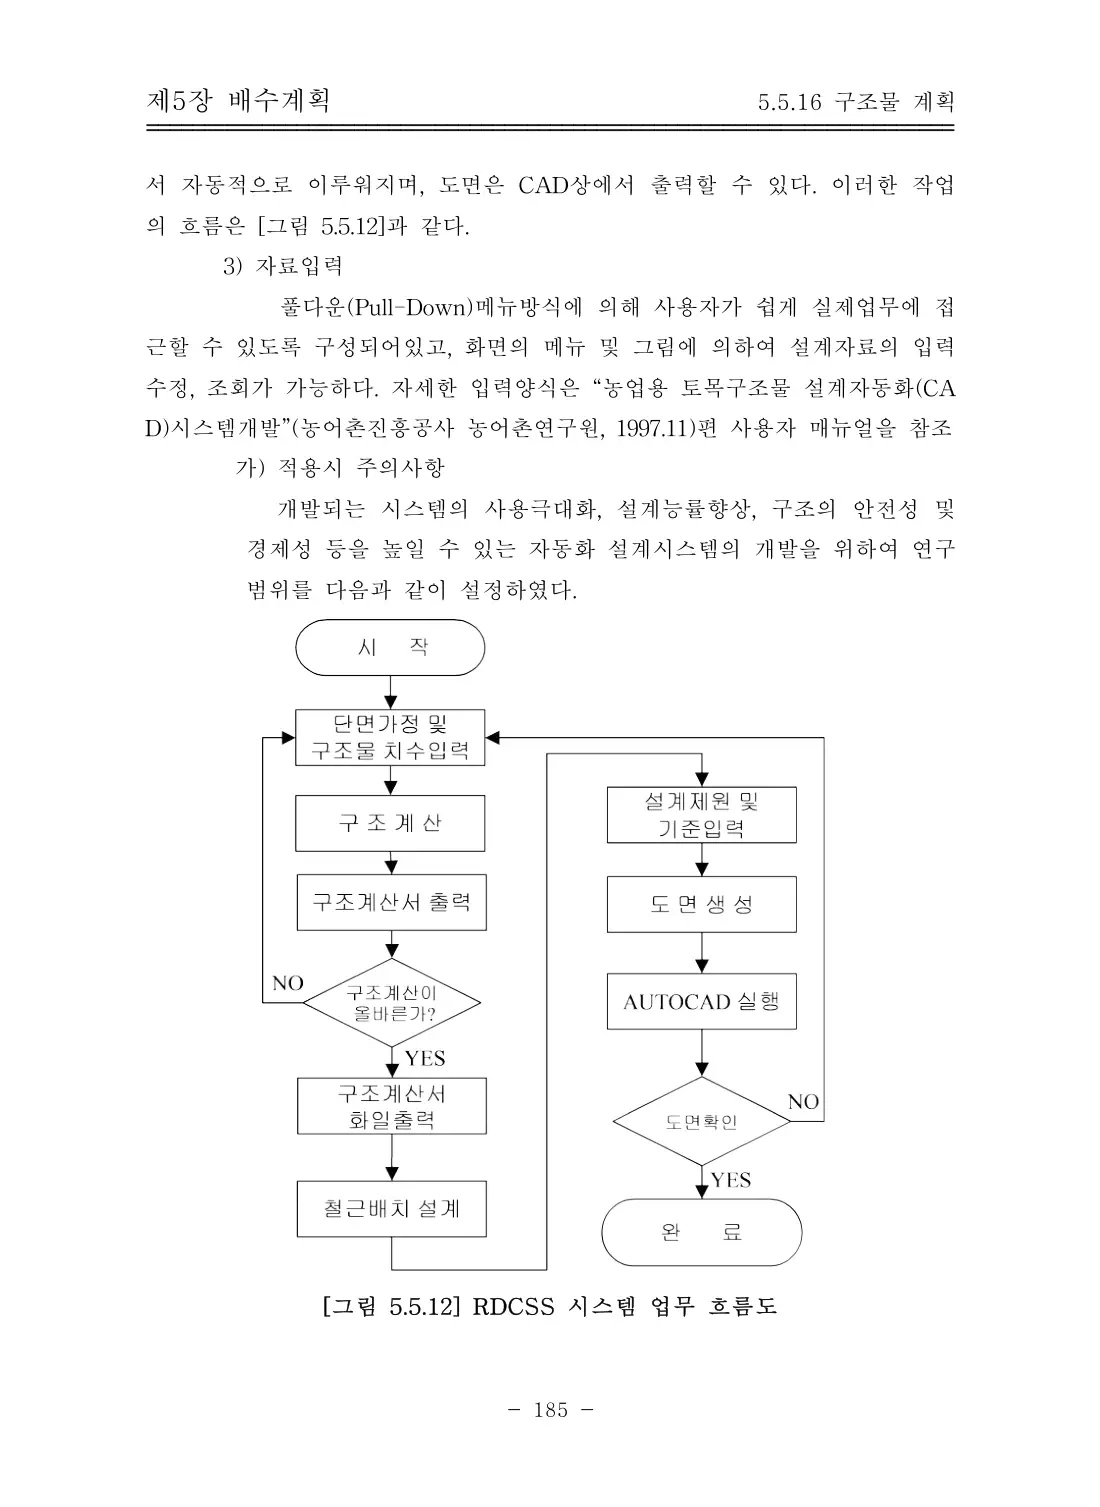 제5장 배수계획
5.5.16 구조물 계획
서 자동적으로 이루워지며, 도면은 CAD상에서 출력할 수 있다. 이러한 작업
의 흐름은 [그림 5.5.12]과 같다.
3) 자료입력
풀다운(Pull-Down)메뉴방식에 의해 사용자가 쉽게 실제업무에 접
근할 수 있도록 구성되어있고, 화면의 메뉴 및 그림에 의하여 설계자료의 입력
수정, 조회가 가능하다. 자세한 입력양식은 “농업용 토목구조물 설계자동화(CA
D)시스템개발”(농어촌진흥공사 농어촌연구원, 1997.11)편 사용자 매뉴얼을 참조
가) 적용시 주의사항
개발되는 시스템의 사용극대화, 설계능률향상, 구조의 안전성 및
경제성 등을 높일 수 있는 자동화 설계시스템의 개발을 위하여 연구
범위를 다음과 같이 설정하였다.
시 작
단면가정 및
구조물 치수입력
구 조 계 산
구조계산서 출력
NO
구조계산이
올바른가?
YES
구조계산서
화일출력
철근배치 설계
설계제원 및
기준입력
도 면 생 성
AUTOCAD 실행
NO
도면확인
YES
완 료
[그림 5.5.12] RDCSS 시스템 업무 흐름도
- 185 -